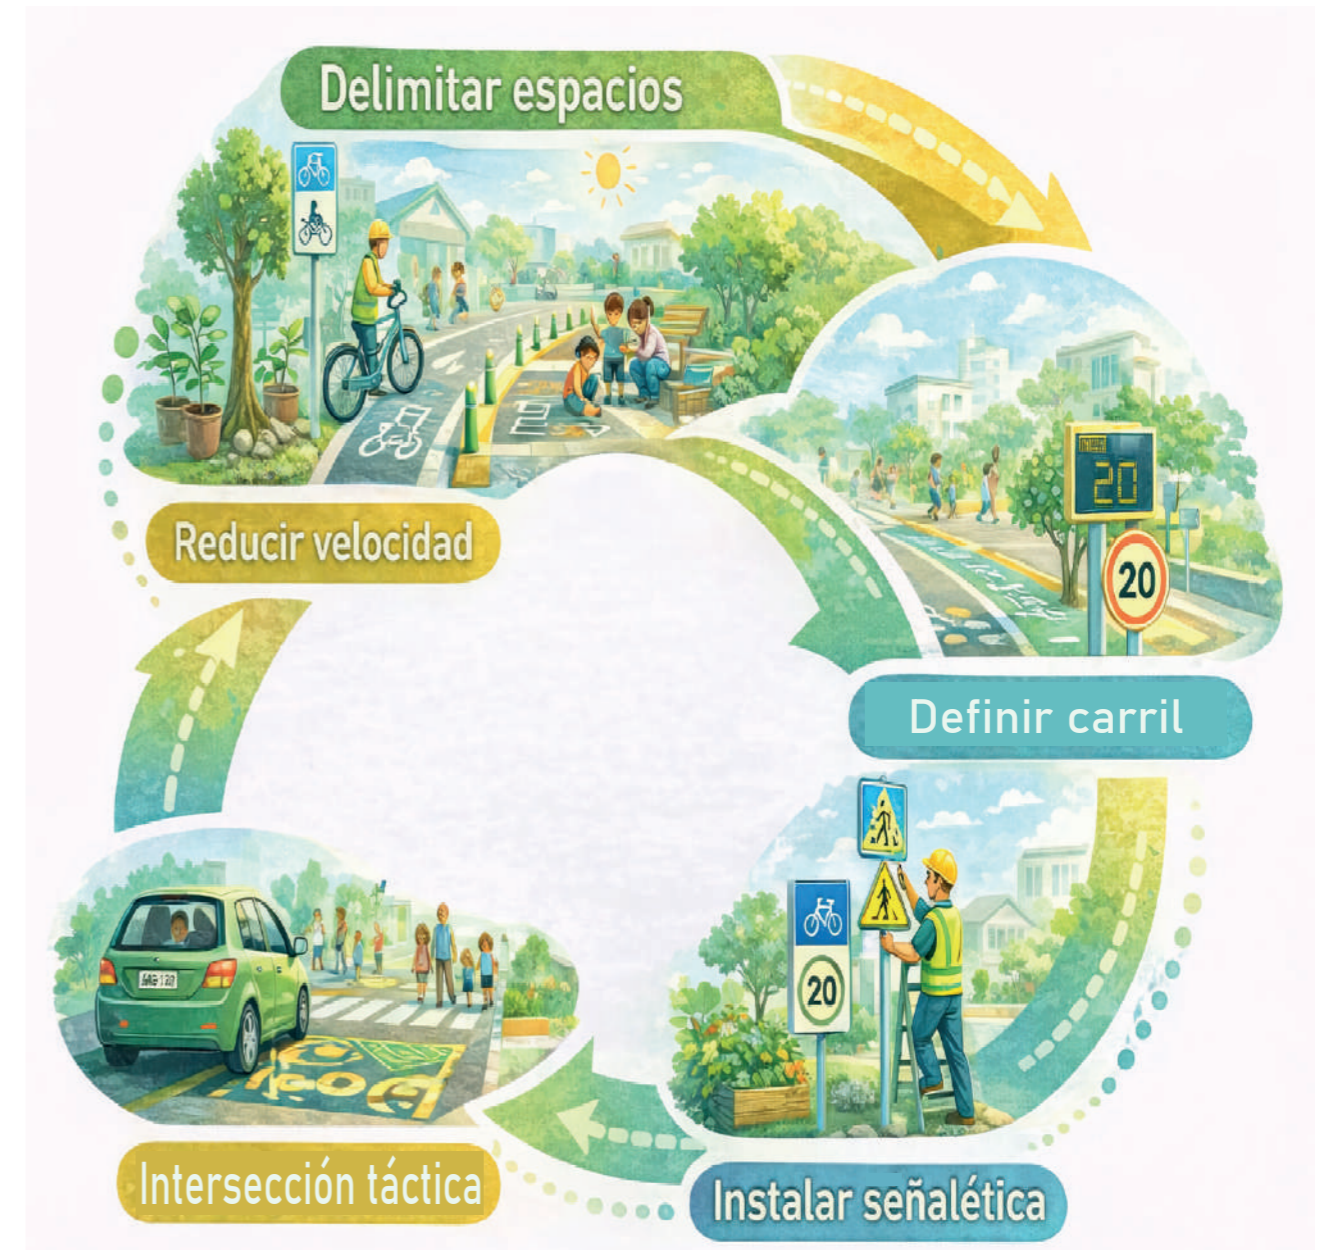 Delimitar espacios
20
20
Reducir velocidad
Definir carril
20
Intersección táctica
Instalar señalética